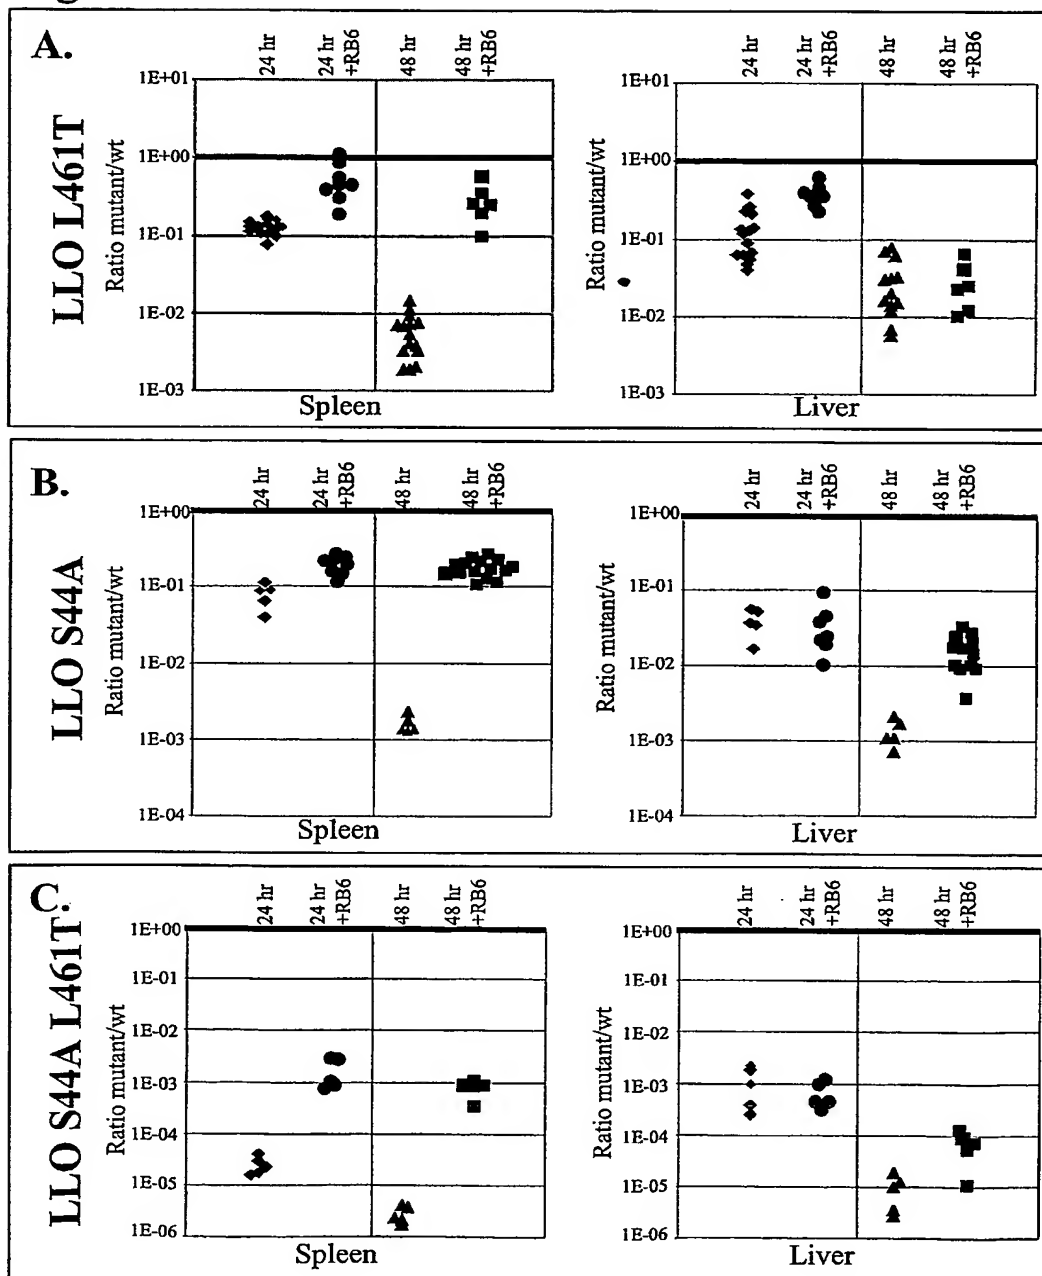 A.
LLO L461T
24 hr
24 hr
+RB6
48 hr
48 hr
+RB6
Ratio mutant/wt
1E+01
1E+00
1E-01
1E-02
1E-03
Spleen
24 hr
24 hr
+RB6
48 hr
48 hr
+RB6
Ratio mutant/wt
1E+01
1E+00
1E-01
1E-02
1E-03
Liver
B.
LLO S44A
24 hr
24 hr
+RB6
48 hr
48 hr
+RB6
Ratio mutant/wt
1E+00
1E-01
1E-02
1E-03
1E-04
Spleen
24 hr
24 hr
+RB6
48 hr
48 hr
+RB6
Ratio mutant/wt
1E+00
1E-01
1E-02
1E-03
1E-04
Liver
C.
LLO S44A L461T
24 hr
24 hr
+RB6
48 hr
48 hr
+RB6
Ratio mutant/wt
1E+00
1E-01
1E-02
1E-03
1E-04
1E-05
1E-06
Spleen
24 hr
24 hr
+RB6
48 hr
48 hr
+RB6
Ratio mutant/wt
1E+00
1E-01
1E-02
1E-03
1E-04
1E-05
1E-06
Liver